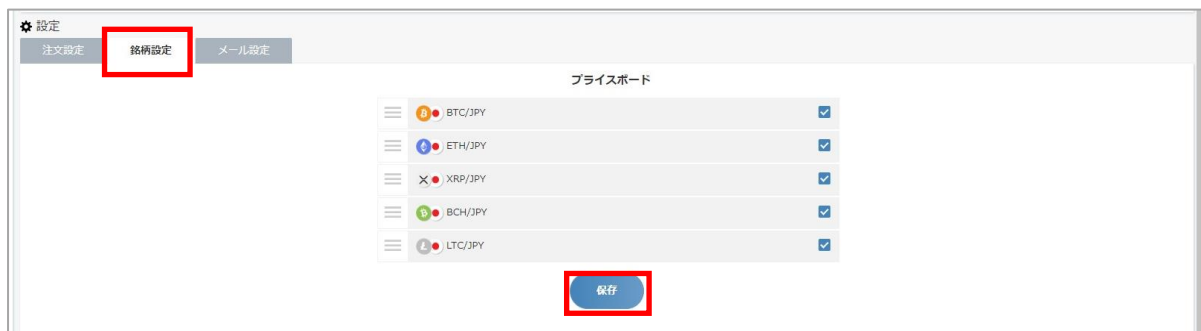 設定
注文設定 銘柄設定 メール設定
プライスボード
BTC/JPY
ETH/JPY
XRP/JPY
BCH/JPY
LTC/JPY
保存